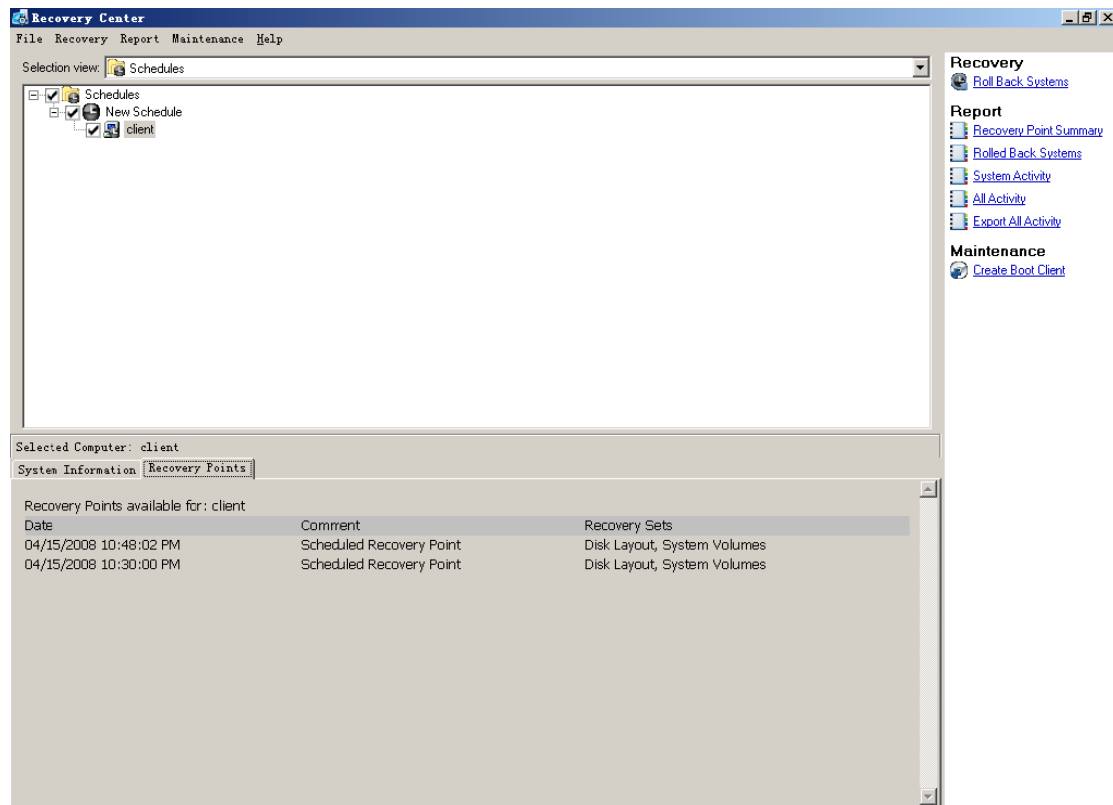 Recovery Center
File Recovery Report Maintenance Help
Selection view: Schedules
Schedules
New Schedule
client
Recovery
Roll Back Systems
Report
Recovery Point Summary
Rolled Back Systems
System Activity
All Activity
Export All Activity
Maintenance
Create Boot Client
Selected Computer: client
System Information Recovery Points
Recovery Points available for: client
Date Comment Recovery Sets
04/15/2008 10:48:02 PM Scheduled Recovery Point Disk Layout, System Volumes
04/15/2008 10:30:00 PM Scheduled Recovery Point Disk Layout, System Volumes